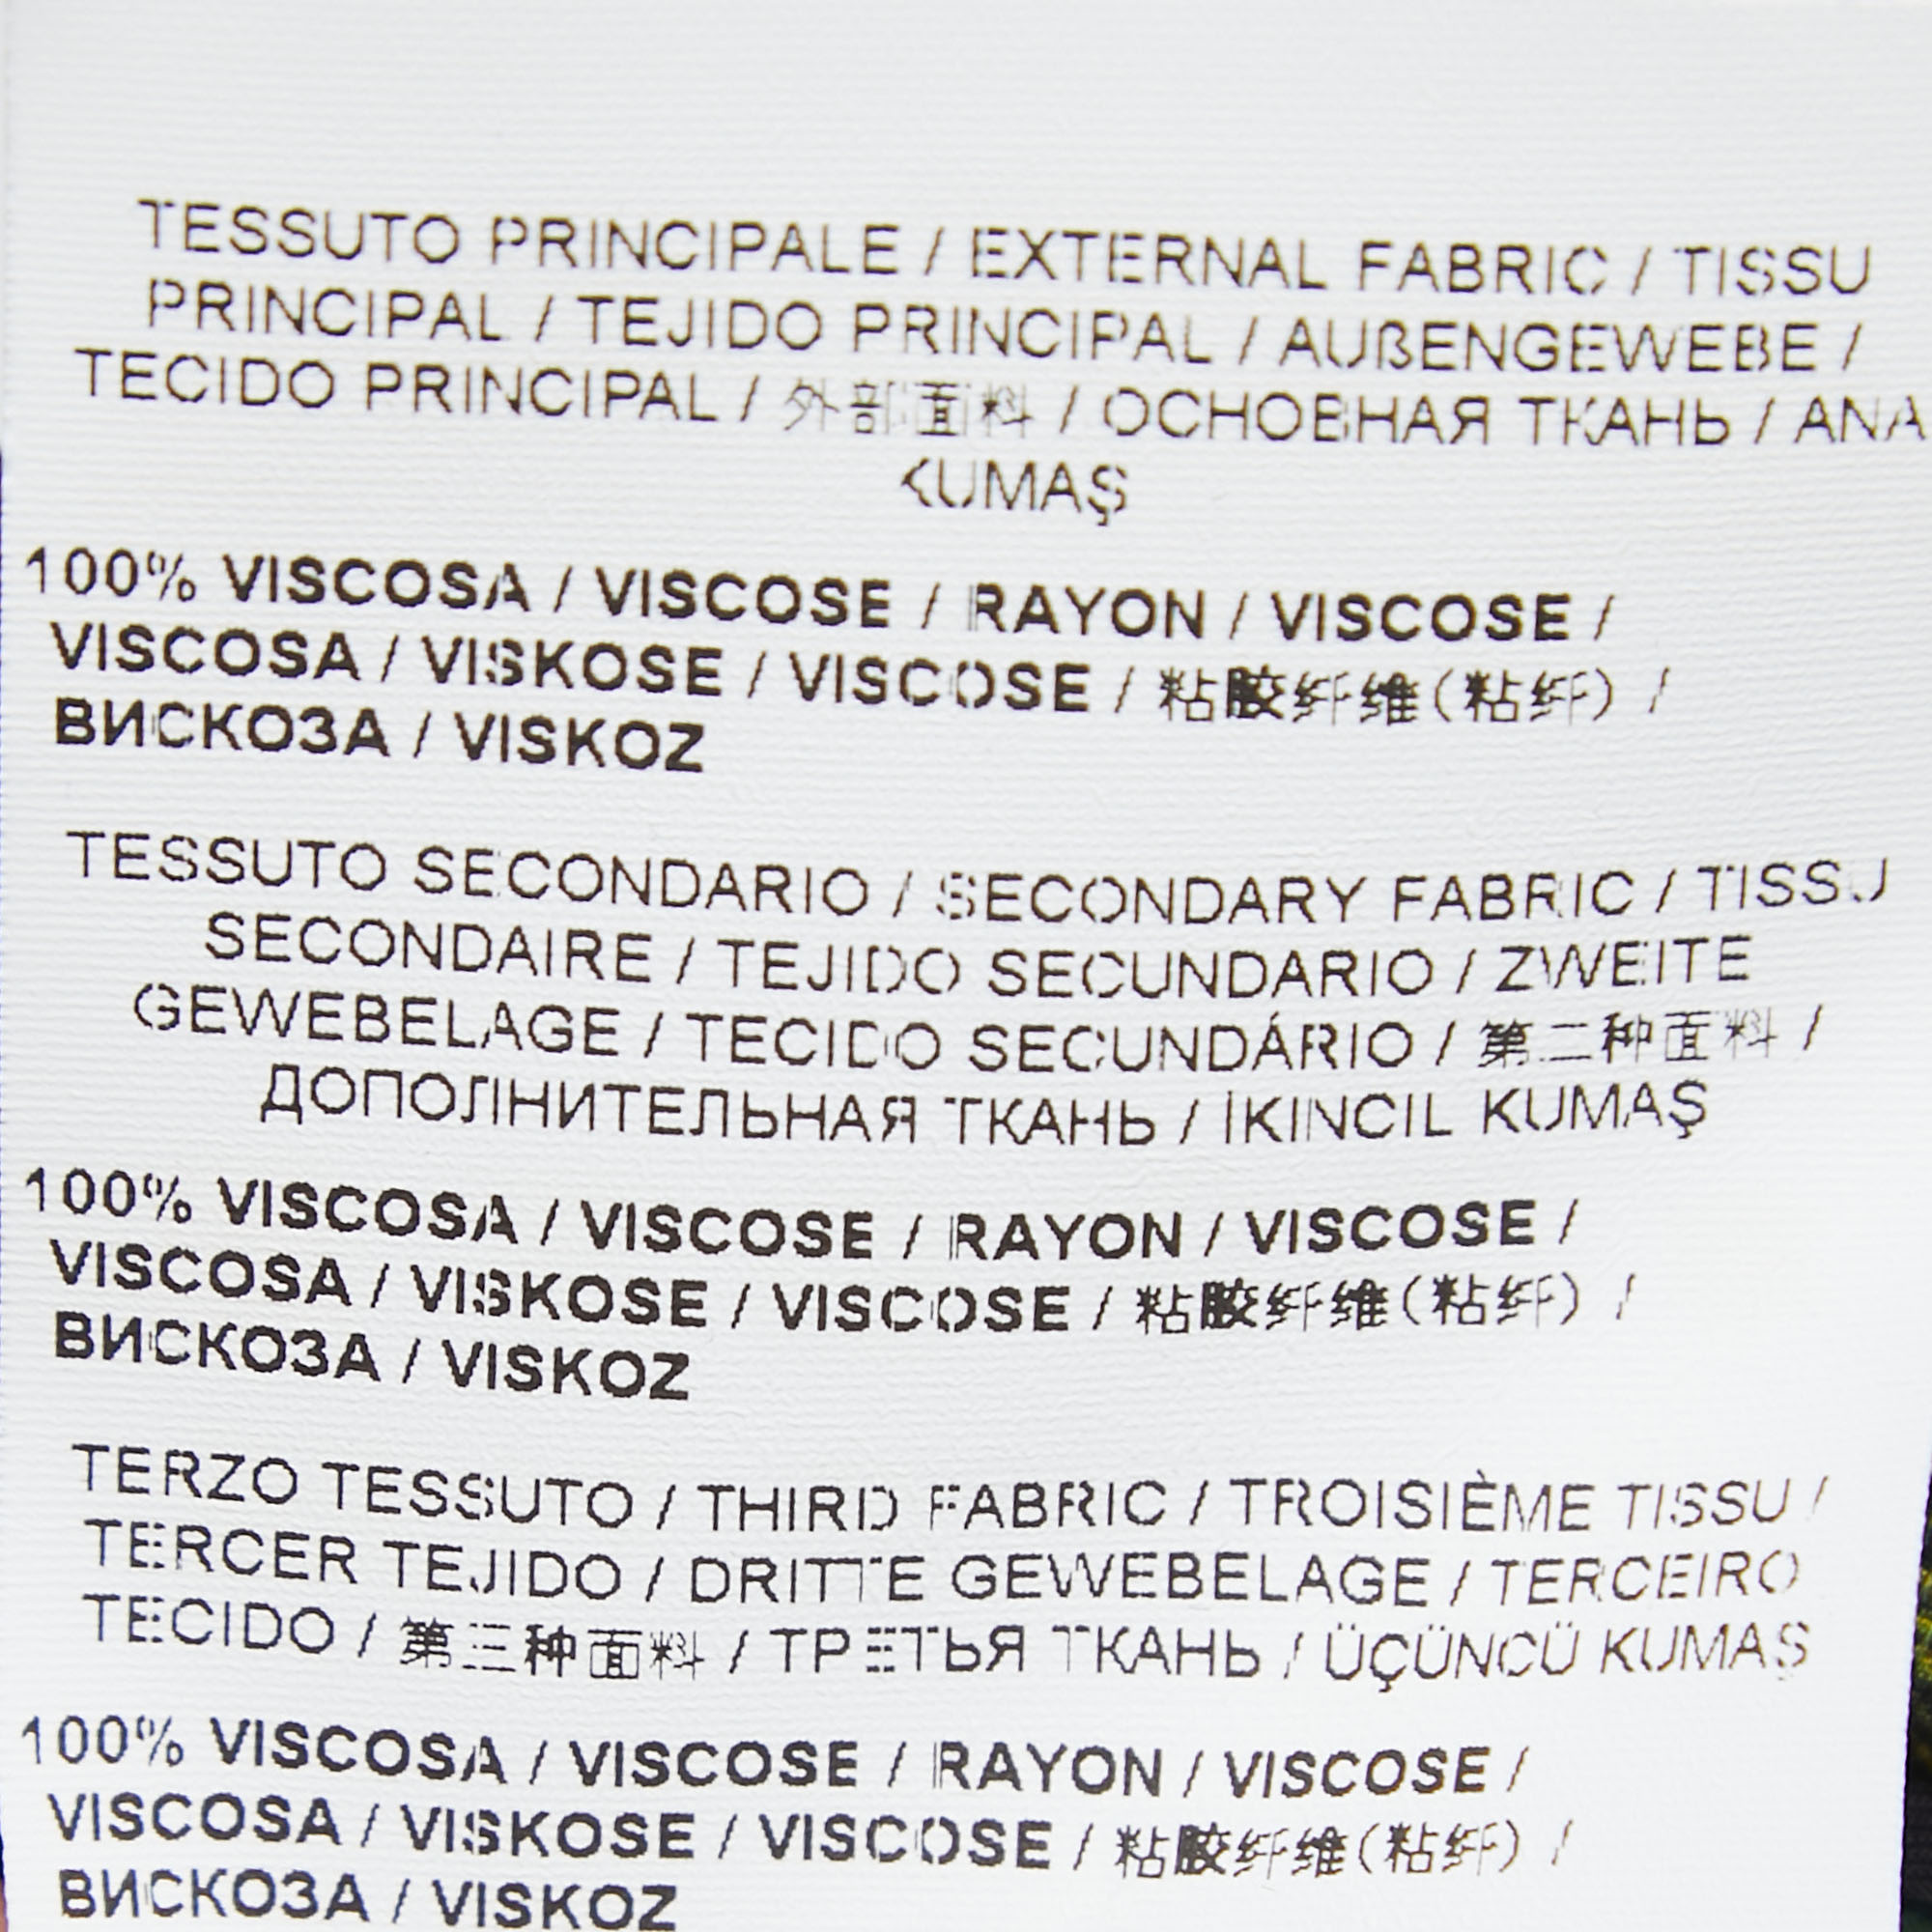 TESSUTO PRINCIPALE / EXTERNAL FABRIC / TISSU
PRINCIPAL / TEJIDO PRINCIPAL / AUßENGEWEBE /
TECIDO PRINCIPAL / 外部面料 / ОСНОВНАЯ ТКАНЬ / ANA
KUMAŞ
100% VISCOSA / VISCOSE / RAYON / VISCOSE /
VISCOSA / VISKOSE / VISCOSE / 粘胶纤维(粘纤) /
ВИСКОЗА / VISKOZ
TESSUTO SECONDARIO / SECONDARY FABRIC / TISSU
SECONDAIRE / TEJIDO SECUNDARIO / ZWEITE
GEWEBELAGE / TECIDO SECUNDÁRIO / 第二种面料 /
ДОПОЛНИТЕЛЬНАЯ ТКАНЬ / İKINCIL KUMAŞ
100% VISCOSA / VISCOSE / RAYON / VISCOSE /
VISCOSA / VISKOSE / VISCOSE / 粘胶纤维(粘纤) /
ВИСКОЗА / VISKOZ
TERZO TESSUTO / THIRD FABRIC / TROISIÈME TISSU /
TERCER TEJIDO / DRITTE GEWEBELAGE / TERCEIRO
TECIDO / 第三种面料 / ТРЕТЬЯ ТКАНЬ / ÜÇÜNCÜ KUMAŞ
100% VISCOSA / VISCOSE / RAYON / VISCOSE /
VISCOSA / VISKOSE / VISCOSE / 粘胶纤维(粘纤) /
ВИСКОЗА / VISKOZ